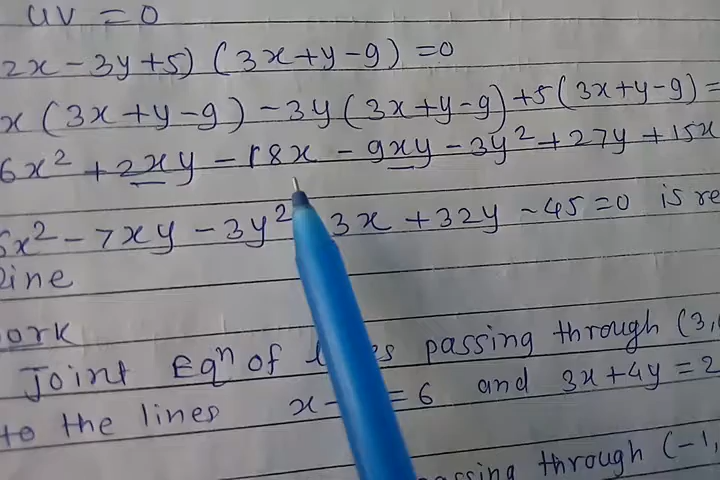 uv = 0
2x - 3y + 5) (3x + y - 9) = 0
x (3x + y - 9) - 3y (3x + y - 9) + 5 (3x + y - 9) =
6x² + 2xy - 18x - 9xy - 3y² + 27y + 15x
6x² - 7xy - 3y² 3x + 32y - 45 = 0 is re
line
ork
Joint Eqⁿ of passing through (3,
to the lines x - = 6 and 3x + 4y = 2
passing through (-1,